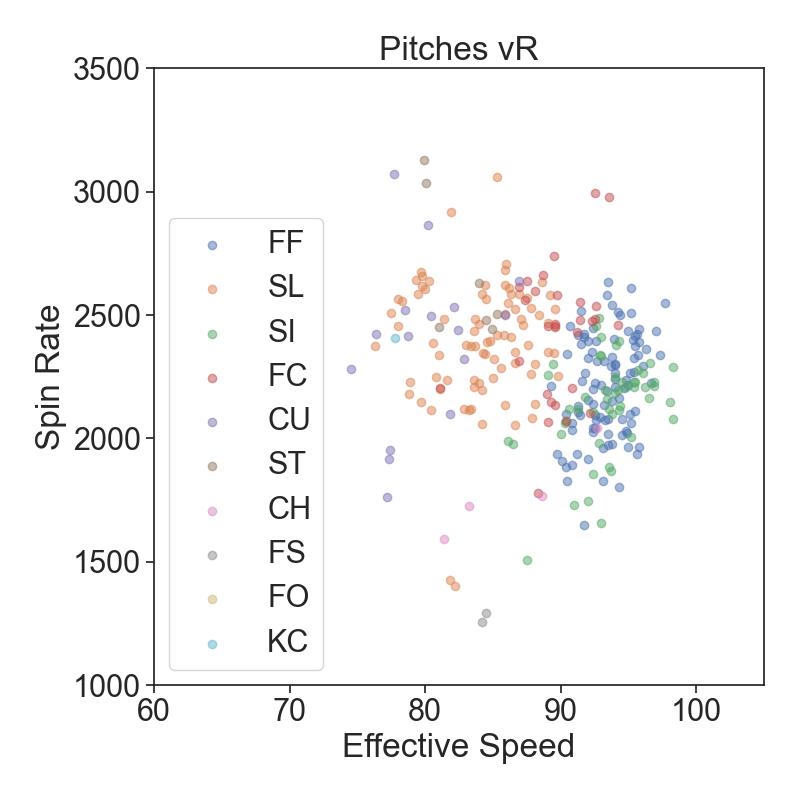 Pitches vR
3500
3000
2500
2000
1500
1000
Spin Rate
FF
SL
SI
FC
CU
ST
CH
FS
FO
KC
60 70 80 90 100
Effective Speed